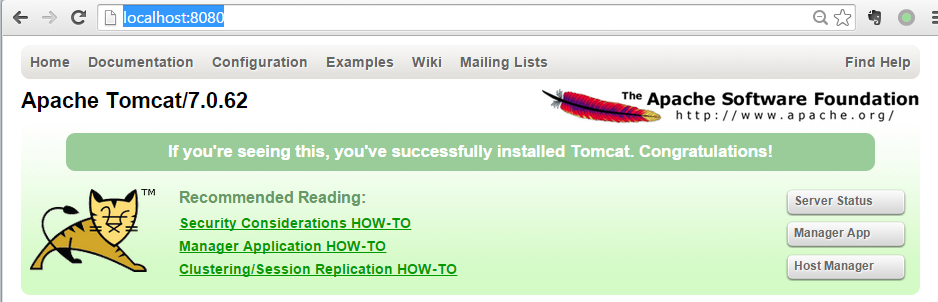 localhost:8080
Home Documentation Configuration Examples Wiki Mailing Lists Find Help
Apache Tomcat/7.0.62
The Apache Software Foundation
http://www.apache.org/
If you're seeing this, you've successfully installed Tomcat. Congratulations!
TM
Recommended Reading:
Security Considerations HOW-TO
Manager Application HOW-TO
Clustering/Session Replication HOW-TO
Server Status
Manager App
Host Manager